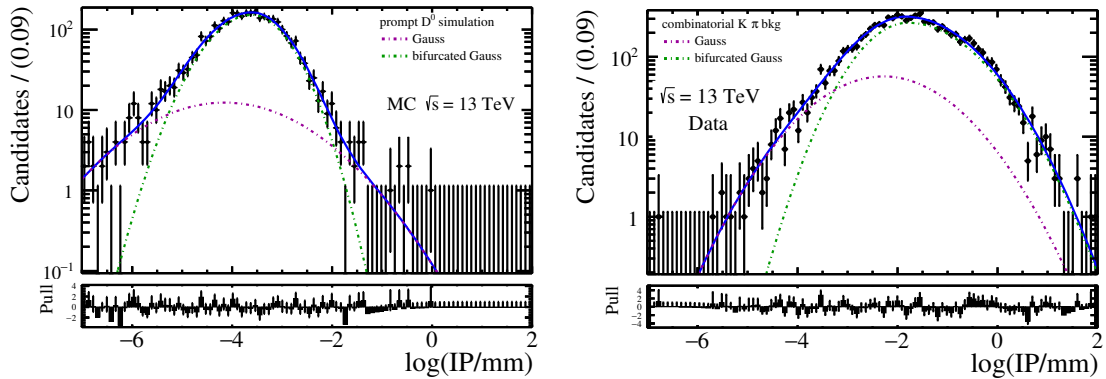 Candidates / (0.09)
10²
10
1
10⁻¹
prompt D⁰ simulation
Gauss
bifurcated Gauss
MC √s = 13 TeV
Pull
4
2
0
−2
−6 −4 −2 0 2
log(IP/mm)
Candidates / (0.09)
10²
10
1
combinatorial K π bkg
Gauss
bifurcated Gauss
√s = 13 TeV
Data
Pull
4
2
0
−2
−4
−6 −4 −2 0 2
log(IP/mm)